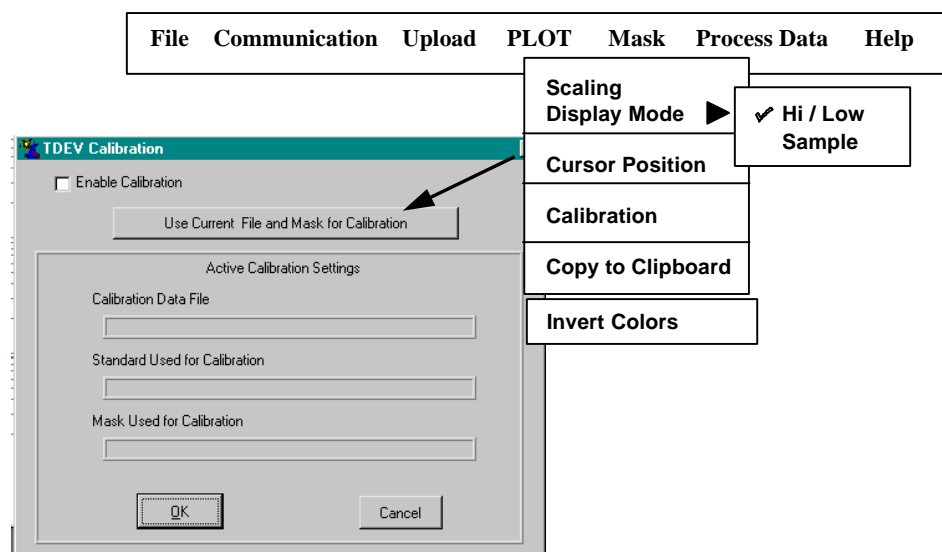 File Communication Upload PLOT Mask Process Data Help
Scaling
Display Mode
Hi / Low
Sample
Cursor Position
Calibration
Copy to Clipboard
Invert Colors
TDEV Calibration
Enable Calibration
Use Current File and Mask for Calibration
Active Calibration Settings
Calibration Data File
Standard Used for Calibration
Mask Used for Calibration
OK Cancel